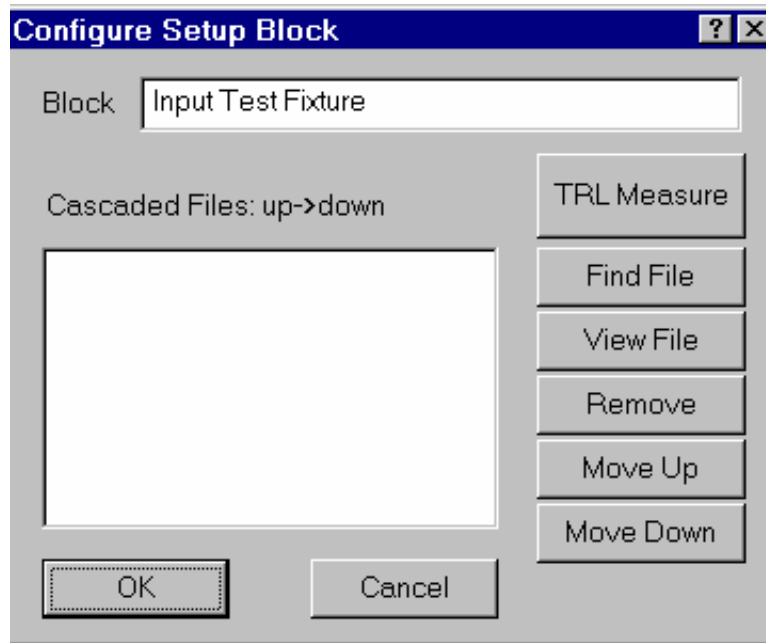 Configure Setup Block
Block Input Test Fixture
TRL Measure
Cascaded Files: up->down
Find File
View File
Remove
Move Up
Move Down
OK Cancel